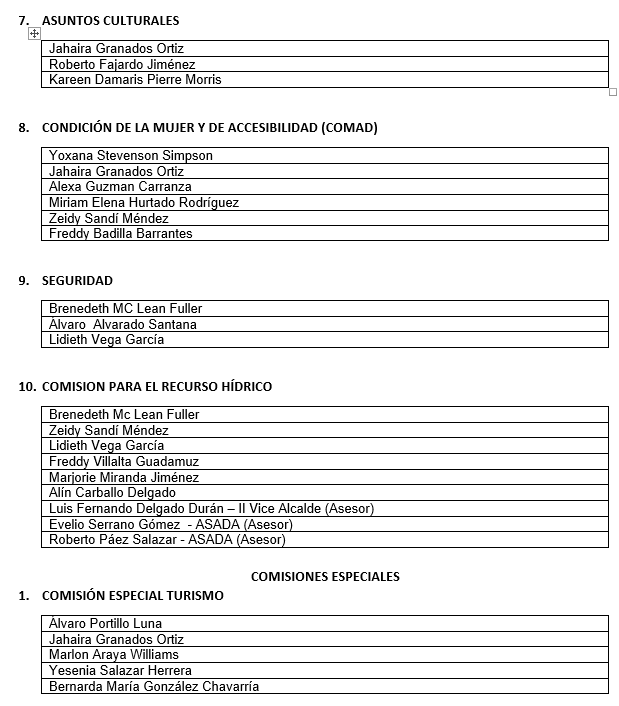 7. ASUNTOS CULTURALES
Jahaira Granados Ortiz
Roberto Fajardo Jiménez
Kareen Damaris Pierre Morris
8. CONDICIÓN DE LA MUJER Y DE ACCESIBILIDAD (COMAD)
Yoxana Stevenson Simpson
Jahaira Granados Ortiz
Alexa Guzman Carranza
Miriam Elena Hurtado Rodríguez
Zeidy Sandí Méndez
Freddy Badilla Barrantes
9. SEGURIDAD
Brenedeth MC Lean Fuller
Álvaro  Alvarado Santana
Lidieth Vega García
10. COMISION PARA EL RECURSO HÍDRICO
Brenedeth Mc Lean Fuller
Zeidy Sandí Méndez
Lidieth Vega García
Freddy Villalta Guadamuz
Marjorie Miranda Jiménez
Alín Carballo Delgado
Luis Fernando Delgado Durán – II Vice Alcalde (Asesor)
Evelio Serrano Gómez  - ASADA (Asesor)
Roberto Páez Salazar - ASADA (Asesor)
COMISIONES ESPECIALES
1. COMISIÓN ESPECIAL TURISMO
Álvaro Portillo Luna
Jahaira Granados Ortiz
Marlon Araya Williams
Yesenia Salazar Herrera
Bernarda María González Chavarría